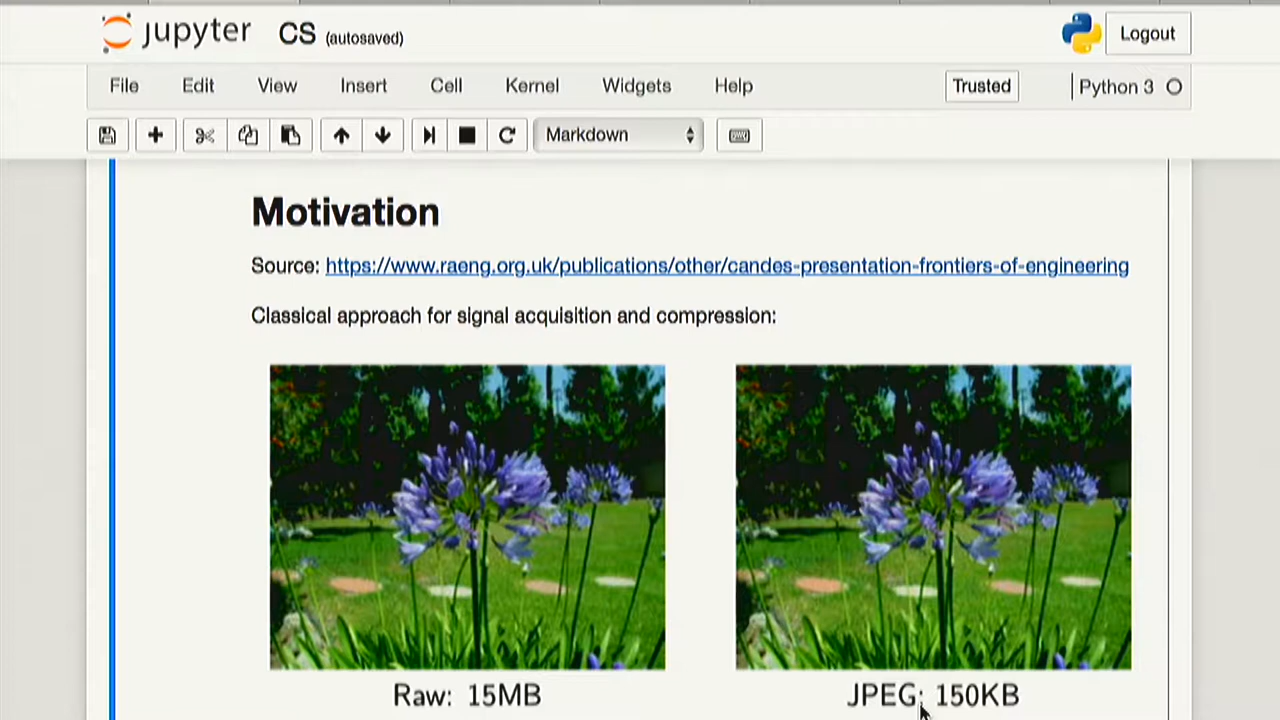 jupyter CS (autosaved) Logout
File Edit View Insert Cell Kernel Widgets Help Trusted Python 3
Markdown
Motivation
Source: https://www.raeng.org.uk/publications/other/candes-presentation-frontiers-of-engineering
Classical approach for signal acquisition and compression:
Raw: 15MB JPEG: 150KB